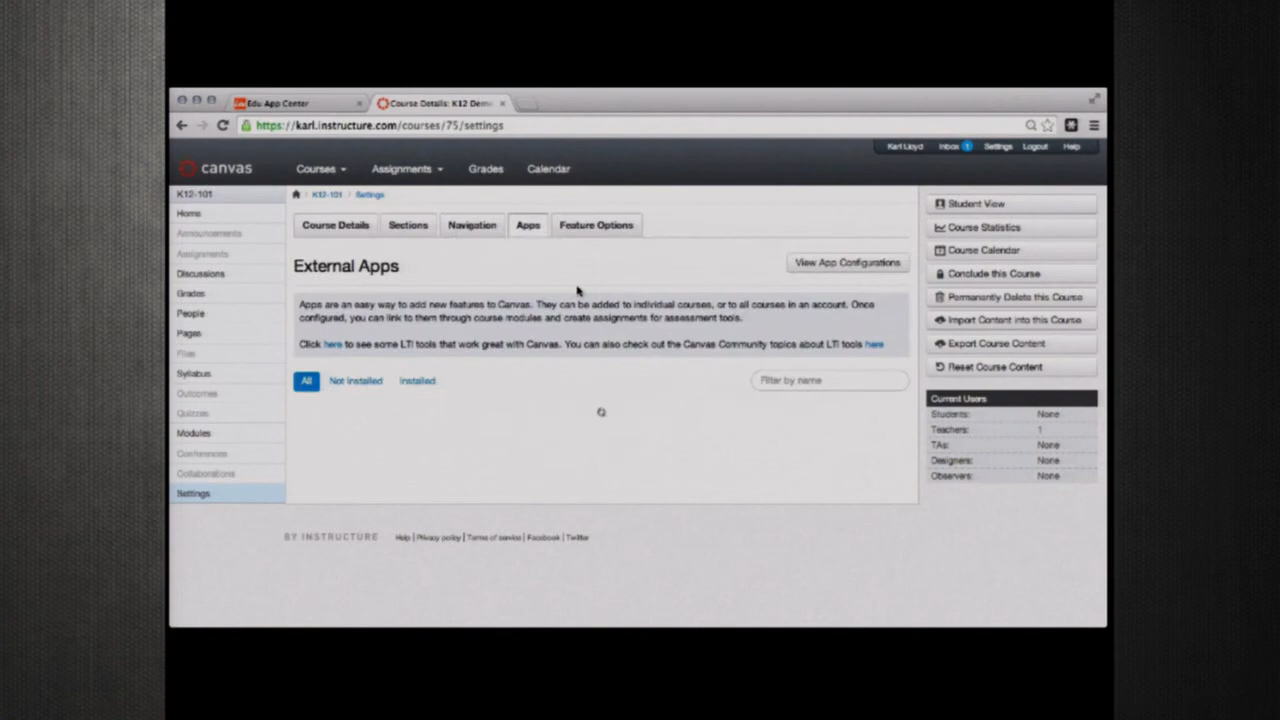 Edu App Center
Course Details: K12 Dem
https://karl.instructure.com/courses/75/settings
Karl Lloyd Inbox 1 Settings Logout Help
canvas Courses Assignments Grades Calendar
K12-101
K12-101 / Settings
Home
Announcements
Assignments
Discussions
Grades
People
Pages
Files
Syllabus
Outcomes
Quizzes
Modules
Conferences
Collaborations
Settings
Course Details Sections Navigation Apps Feature Options
External Apps
View App Configurations
Apps are an easy way to add new features to Canvas. They can be added to individual courses, or to all courses in an account. Once
configured, you can link to them through course modules and create assignments for assessment tools.
Click here to see some LTI tools that work great with Canvas. You can also check out the Canvas Community topics about LTI tools here
All Not Installed Installed
Filter by name
Student View
Course Statistics
Course Calendar
Conclude this Course
Permanently Delete this Course
Import Content into this Course
Export Course Content
Reset Course Content
Current Users
Students: None
Teachers: 1
TAs: None
Designers: None
Observers: None
BY INSTRUCTURE Help | Privacy policy | Terms of service | Facebook | Twitter